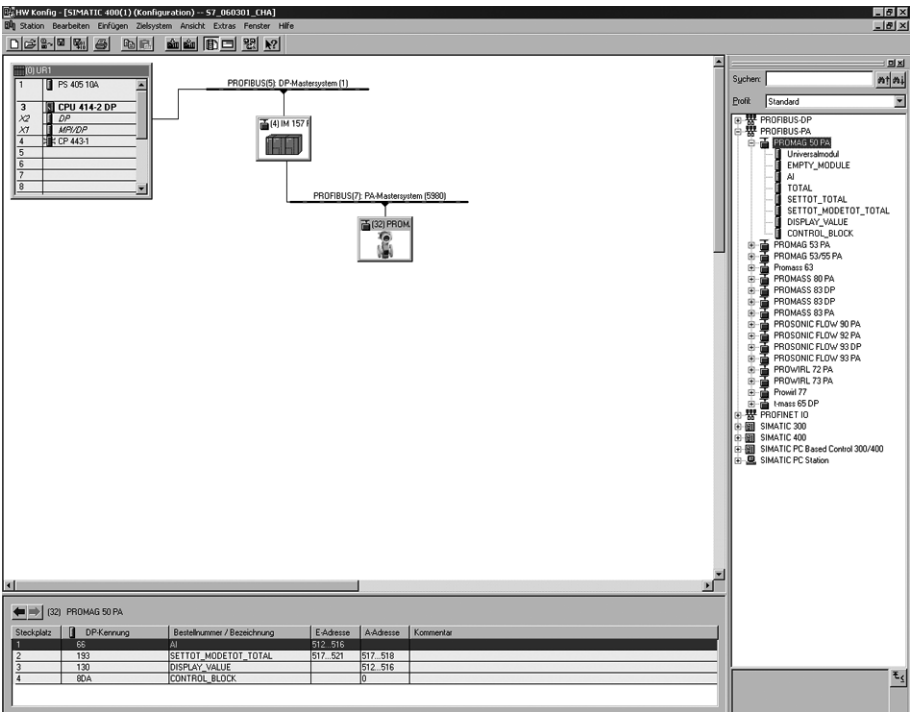 HW Konfig - [SIMATIC 400(1) (Konfiguration) -- S7_060301_CHA]
Station Bearbeiten Einfügen Zielsystem Ansicht Extras Fenster Hilfe
(0) UR1
1 PS 405 10A
3 CPU 414-2 DP
X2 DP
X1 MPI/DP
4 CP 443-1
5
6
7
8
PROFIBUS(5): DP-Mastersystem (1)
(4) IM 157
PROFIBUS(7): PA-Mastersystem (5980)
(32) PROM.
Suchen:
Profil: Standard
PROFIBUS-DP
PROFIBUS-PA
PROMAG 50 PA
Universalmodul
EMPTY_MODULE
AI
TOTAL
SETTOT_TOTAL
SETTOT_MODETOT_TOTAL
DISPLAY_VALUE
CONTROL_BLOCK
PROMAG 53 PA
PROMAG 53/55 PA
Promass 63
PROMASS 80 PA
PROMASS 83 DP
PROMASS 83 DP
PROMASS 83 PA
PROSONIC FLOW 90 PA
PROSONIC FLOW 92 PA
PROSONIC FLOW 93 DP
PROSONIC FLOW 93 PA
PROWIRL 72 PA
PROWIRL 73 PA
Prowirl 77
t-mass 65 DP
PROFINET IO
SIMATIC 300
SIMATIC 400
SIMATIC PC Based Control 300/400
SIMATIC PC Station
(32) PROMAG 50 PA
Steckplatz DP-Kennung Bestellnummer / Bezeichnung E-Adresse A-Adresse Kommentar
1 66 AI 512...516
2 193 SETTOT_MODETOT_TOTAL 517...521 517...518
3 130 DISPLAY_VALUE 512...516
4 8DA CONTROL_BLOCK 0